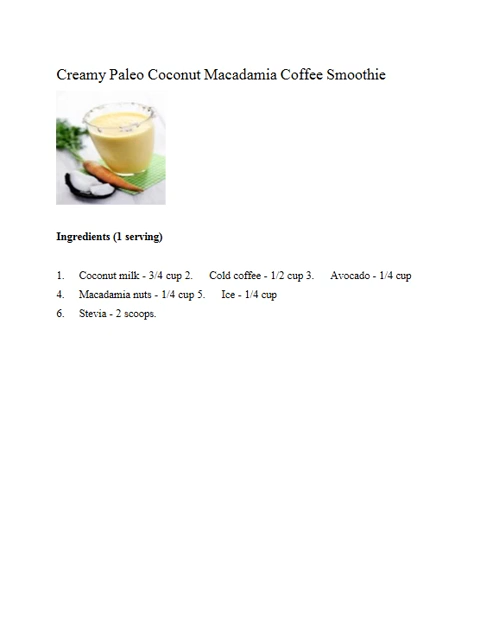 Creamy Paleo Coconut Macadamia Coffee Smoothie
Ingredients (1 serving)
1. Coconut milk - 3/4 cup 2. Cold coffee - 1/2 cup 3. Avocado - 1/4 cup
4. Macadamia nuts - 1/4 cup 5. Ice - 1/4 cup
6. Stevia - 2 scoops.